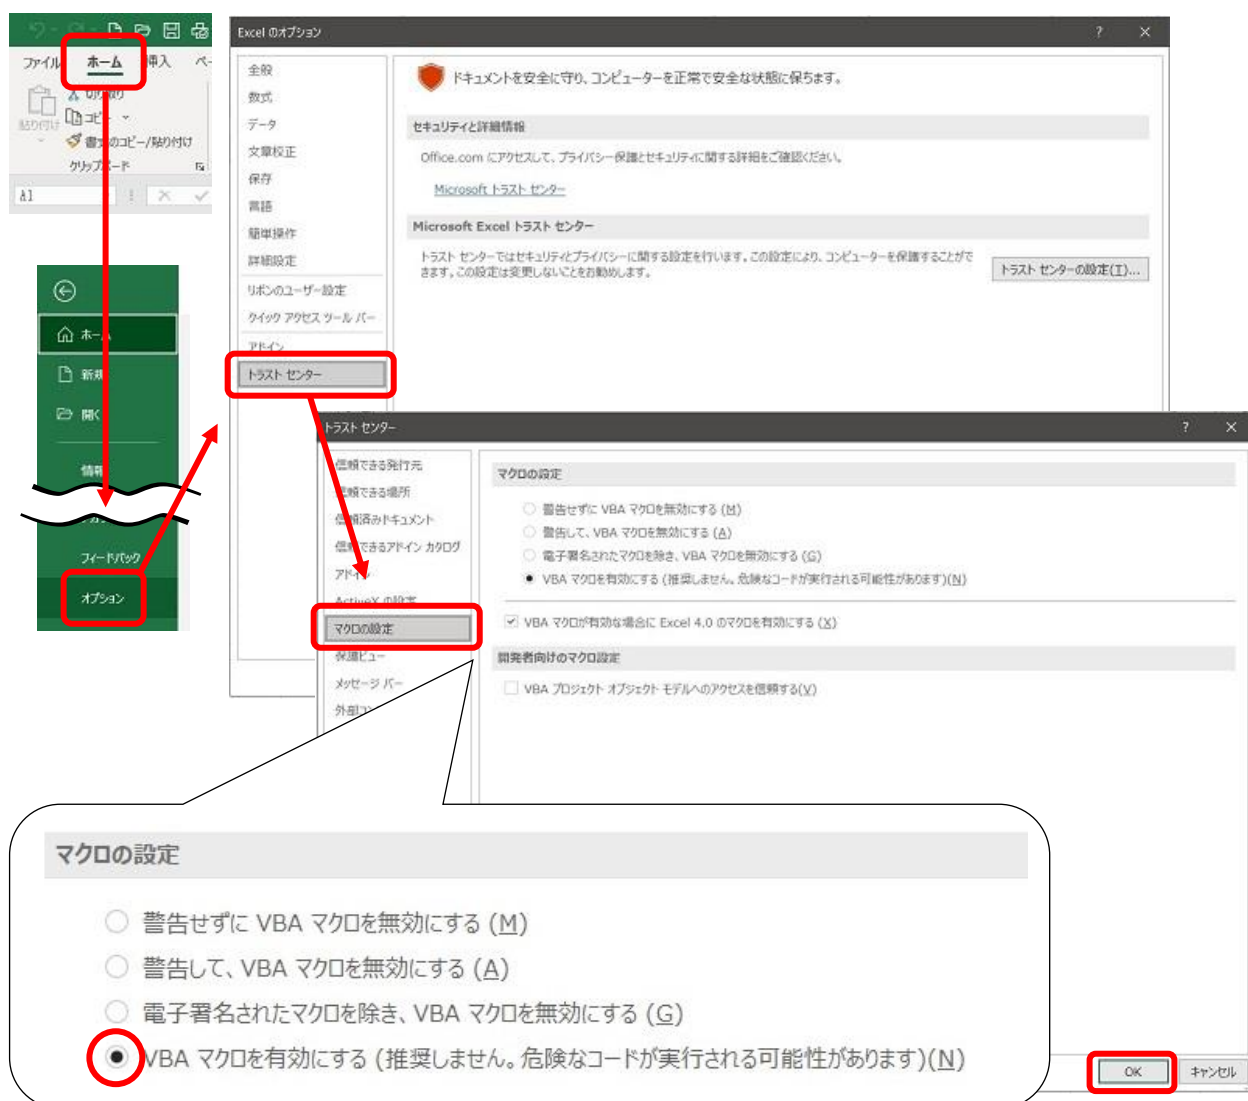 ファイル ホーム 挿入
切り取り
コピー
貼り付け
書式のコピー/貼り付け
クリップボード
A1
ホーム
新規
開く
情報
フィードバック
オプション
Excel のオプション
全般
数式
データ
文章校正
保存
言語
簡単操作
詳細設定
リボンのユーザー設定
クイック アクセス ツール バー
アドイン
トラスト センター
ドキュメントを安全に守り、コンピューターを正常で安全な状態に保ちます。
セキュリティと詳細情報
Office.com にアクセスして、プライバシー保護とセキュリティに関する詳細をご確認ください。
Microsoft トラスト センター
Microsoft Excel トラスト センター
トラスト センターではセキュリティとプライバシーに関する設定を行います。この設定により、コンピューターを保護することがで
きます。この設定は変更しないことをお勧めします。
トラスト センターの設定(T)...
トラスト センター
信頼できる発行元
信頼できる場所
信頼済みドキュメント
信頼できるアドイン カタログ
アドイン
ActiveX の設定
マクロの設定
保護ビュー
メッセージ バー
マクロの設定
警告せずに VBA マクロを無効にする (M)
警告して、VBA マクロを無効にする (A)
電子署名されたマクロを除き、VBA マクロを無効にする (G)
VBA マクロを有効にする (推奨しません。危険なコードが実行される可能性があります)(N)
VBA マクロが有効な場合に Excel 4.0 のマクロを有効にする (X)
開発者向けのマクロ設定
VBA プロジェクト オブジェクト モデルへのアクセスを信頼する(V)
マクロの設定
警告せずに VBA マクロを無効にする (M)
警告して、VBA マクロを無効にする (A)
電子署名されたマクロを除き、VBA マクロを無効にする (G)
VBA マクロを有効にする (推奨しません。危険なコードが実行される可能性があります)(N)
OK キャンセル